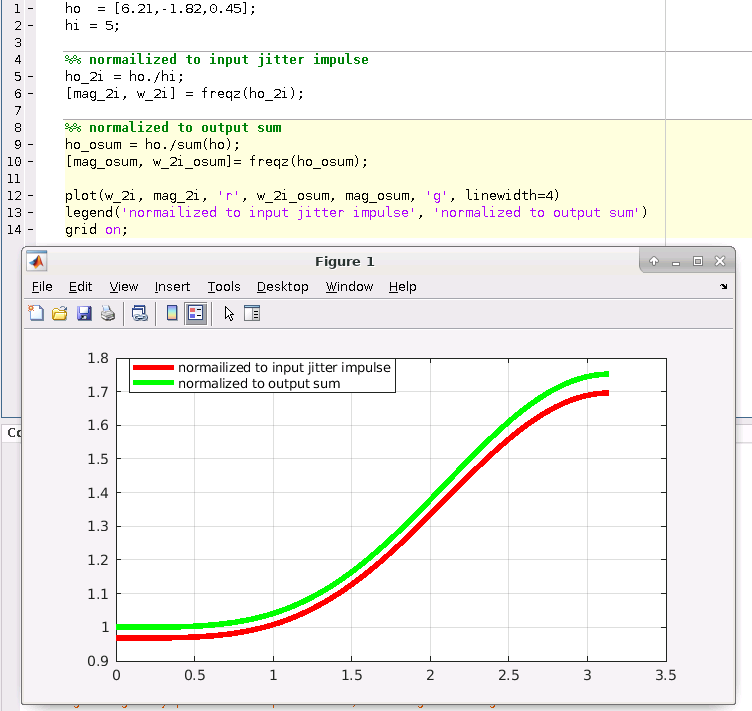 1 - ho  = [6.21,-1.82,0.45];
2 - hi = 5;
3
4 %% normailized to input jitter impulse
5 - ho_2i = ho./hi;
6 - [mag_2i, w_2i] = freqz(ho_2i);
7
8 %% normalized to output sum
9 - ho_osum = ho./sum(ho);
10 - [mag_osum, w_2i_osum]= freqz(ho_osum);
11
12 - plot(w_2i, mag_2i, 'r', w_2i_osum, mag_osum, 'g', linewidth=4)
13 - legend('normailized to input jitter impulse', 'normalized to output sum')
14 - grid on;
Figure 1
File Edit View Insert Tools Desktop Window Help
1.8
normailized to input jitter impulse
normalized to output sum
1.7
1.6
1.5
1.4
1.3
1.2
1.1
1
0.9
0 0.5 1 1.5 2 2.5 3 3.5